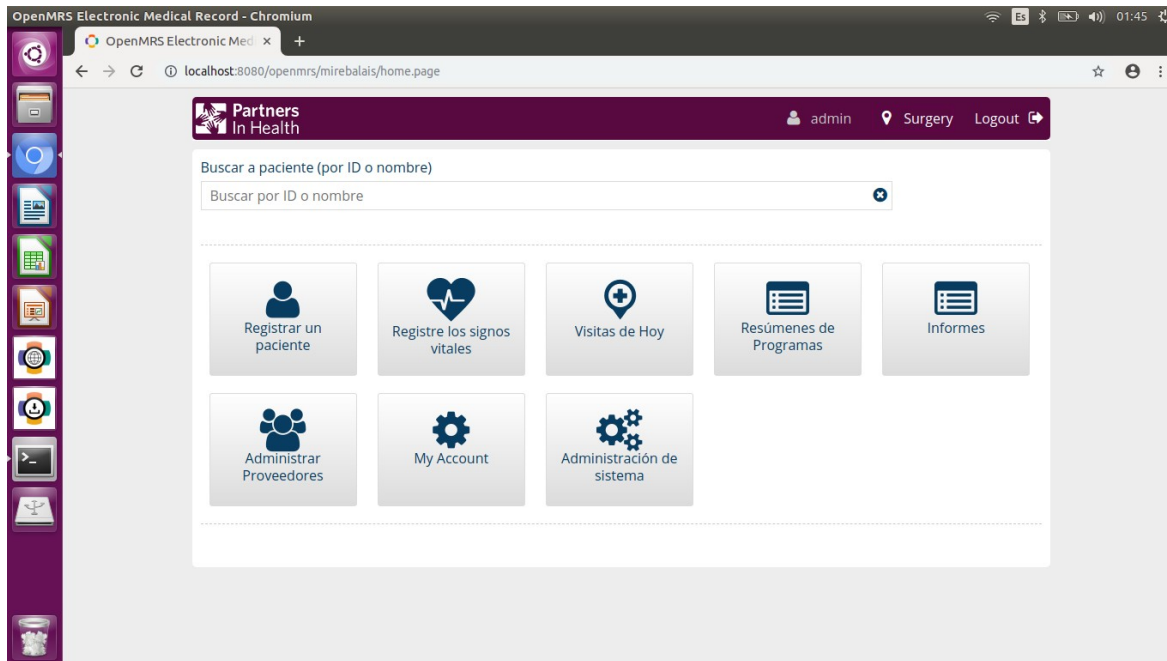 OpenMRS Electronic Medical Record - Chromium
Es
01:45
OpenMRS Electronic Med
localhost:8080/openmrs/mirebalais/home.page
Partners
In Health
admin
Surgery
Logout
Buscar a paciente (por ID o nombre)
Buscar por ID o nombre
Registrar un
paciente
Registre los signos
vitales
Visitas de Hoy
Resúmenes de
Programas
Informes
Administrar
Proveedores
My Account
Administración de
sistema